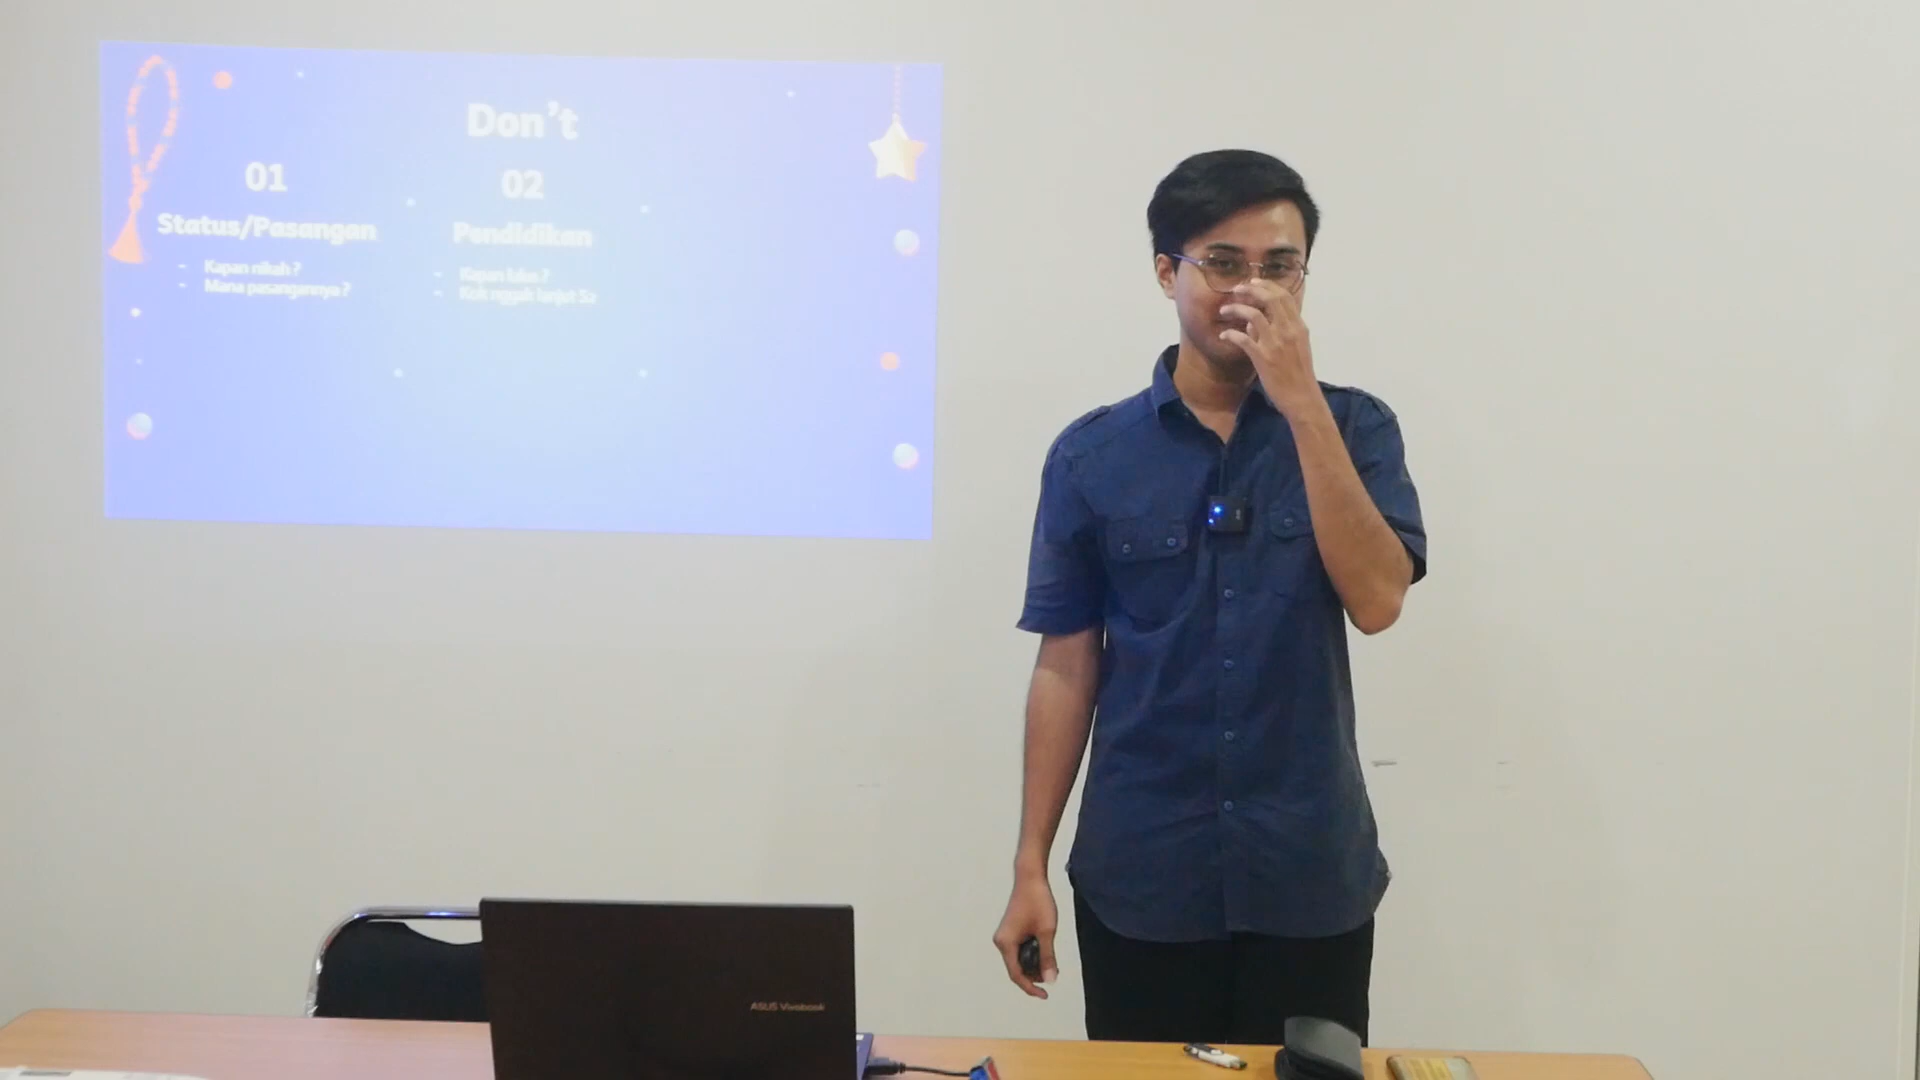 Don't
01
Status/Pasangan
- Kapan nikah ?
- Mana pasangannya ?
02
Pendidikan
- Kapan lulus ?
- Kok nggak lanjut S2
ASUS Vivobook